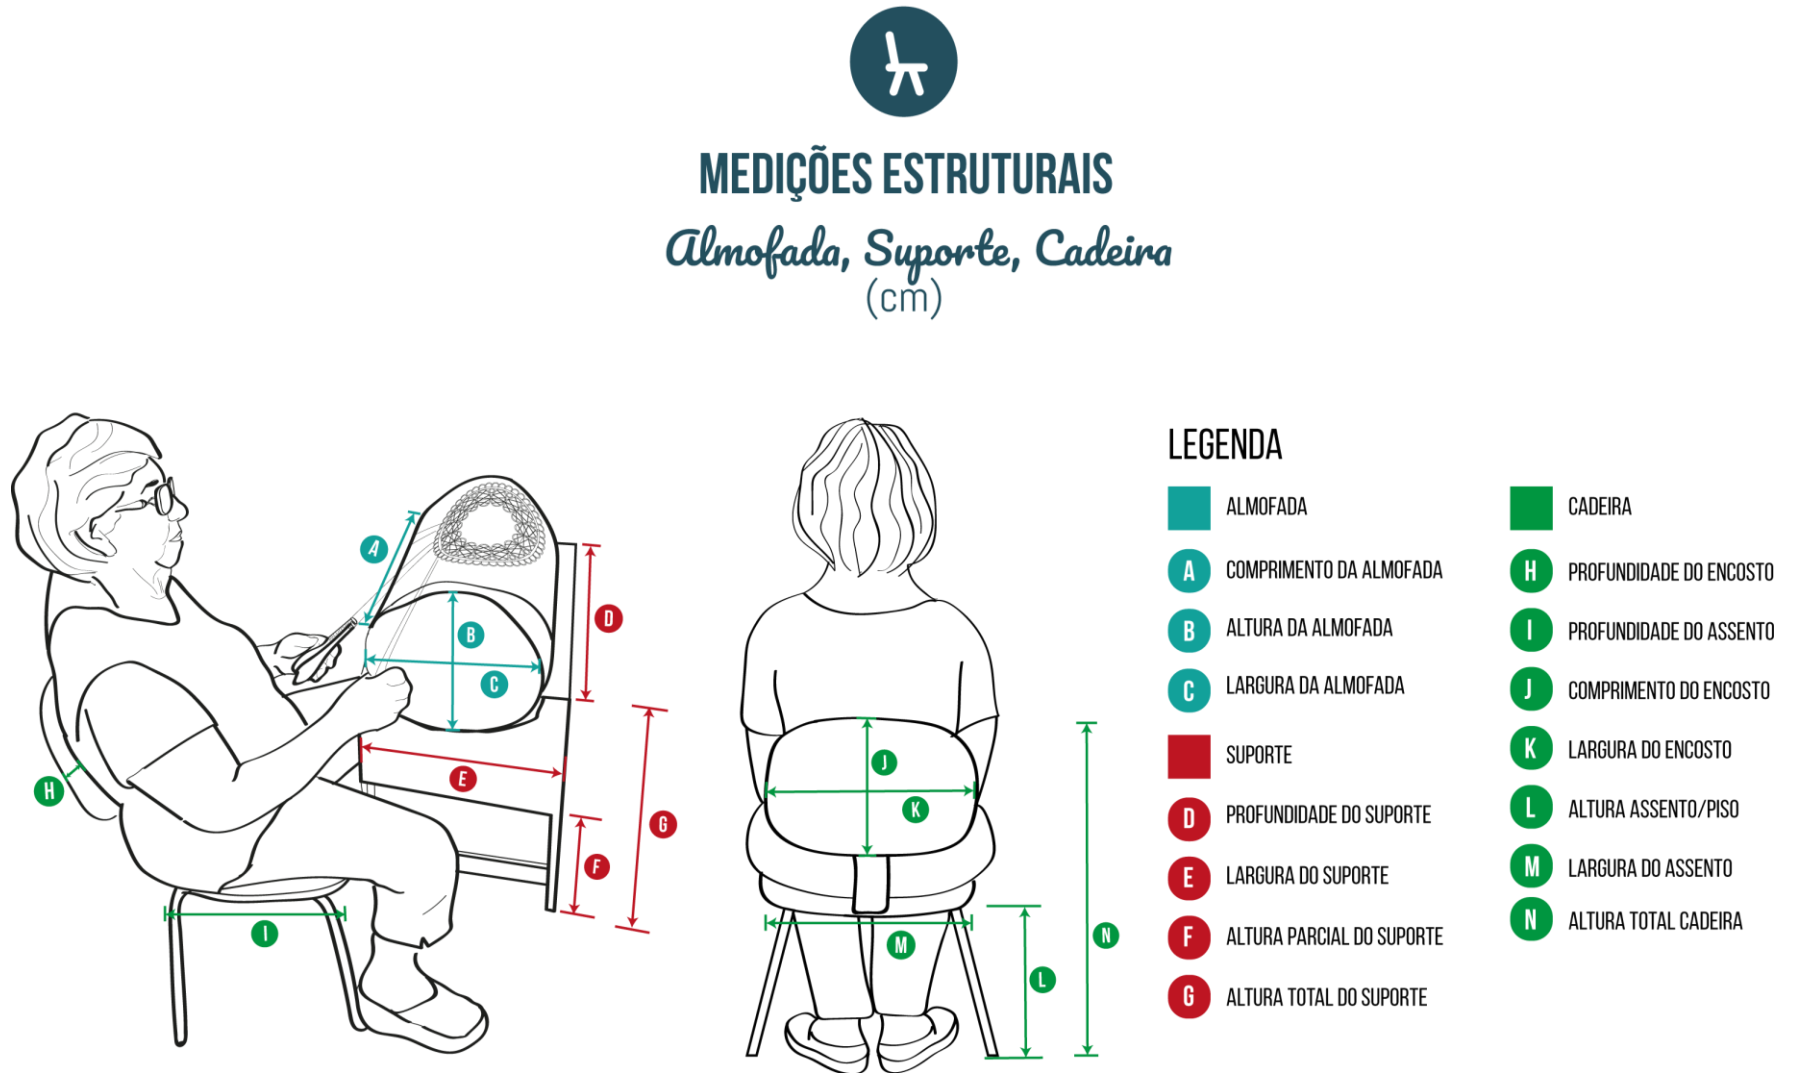 MEDIÇÕES ESTRUTURAIS
Almofada, Suporte, Cadeira
(cm)
A
B
C
D
E
F
G
H
I
J
K
L
M
N
LEGENDA
ALMOFADA
A COMPRIMENTO DA ALMOFADA
B ALTURA DA ALMOFADA
C LARGURA DA ALMOFADA
SUPORTE
D PROFUNDIDADE DO SUPORTE
E LARGURA DO SUPORTE
F ALTURA PARCIAL DO SUPORTE
G ALTURA TOTAL DO SUPORTE
CADEIRA
H PROFUNDIDADE DO ENCOSTO
I PROFUNDIDADE DO ASSENTO
J COMPRIMENTO DO ENCOSTO
K LARGURA DO ENCOSTO
L ALTURA ASSENTO/PISO
M LARGURA DO ASSENTO
N ALTURA TOTAL CADEIRA